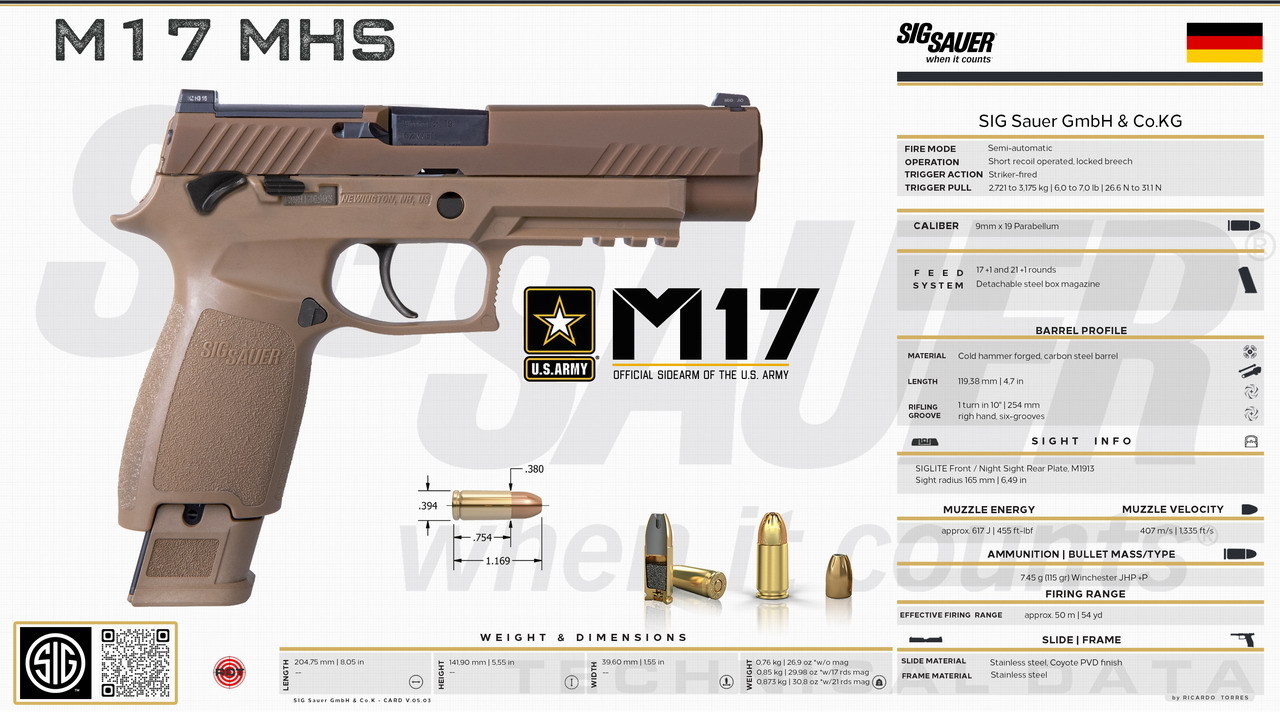 M17 MHS
SIG SAUER
when it counts
SIG Sauer GmbH & Co.KG
FIRE MODE Semi-automatic
OPERATION Short recoil operated, locked breech
TRIGGER ACTION Striker-fired
TRIGGER PULL 2,721 to 3,175 kg | 6,0 to 7,0 lb | 26.6 N to 31.1 N
CALIBER 9mm x 19 Parabellum
FEED SYSTEM
17 +1 and 21 +1 rounds
Detachable steel box magazine
BARREL PROFILE
MATERIAL Cold hammer forged, carbon steel barrel
LENGTH 119,38 mm | 4,7 in
RIFLING GROOVE
1 turn in 10" | 254 mm
righ hand, six-grooves
SIGHT INFO
SIGLITE Front / Night Sight Rear Plate, M1913
Sight radius 165 mm | 6,49 in
MUZZLE ENERGY MUZZLE VELOCITY
approx. 617 J | 455 ft-lbf 407 m/s | 1,335 ft/s
AMMUNITION | BULLET MASS/TYPE
7.45 g (115 gr) Winchester JHP +P
FIRING RANGE
EFFECTIVE FIRING RANGE approx. 50 m | 54 yd
SLIDE | FRAME
SLIDE MATERIAL Stainless steel, Coyote PVD finish
FRAME MATERIAL Stainless steel
by RICARDO TORRES
NEWINGTON, NH, US
SIG SAUER
U.S.ARMY
M17
OFFICIAL SIDEARM OF THE U.S. ARMY
.380
.394
.754
1.169
SIG SAUER
when it counts
TECHNICAL DATA
WEIGHT & DIMENSIONS
LENGTH 204.75 mm | 8.05 in
---
HEIGHT 141.90 mm | 5.55 in
---
WIDTH 39.60 mm | 1.55 in
---
WEIGHT 0.76 kg | 26.9 oz *w/o mag
0.85 kg | 29,98 oz *w/17 rds mag
0,873 kg | 30,8 oz *w/21 rds mag
SIG Sauer GmbH & Co.K - CARD V.05.03
SIG